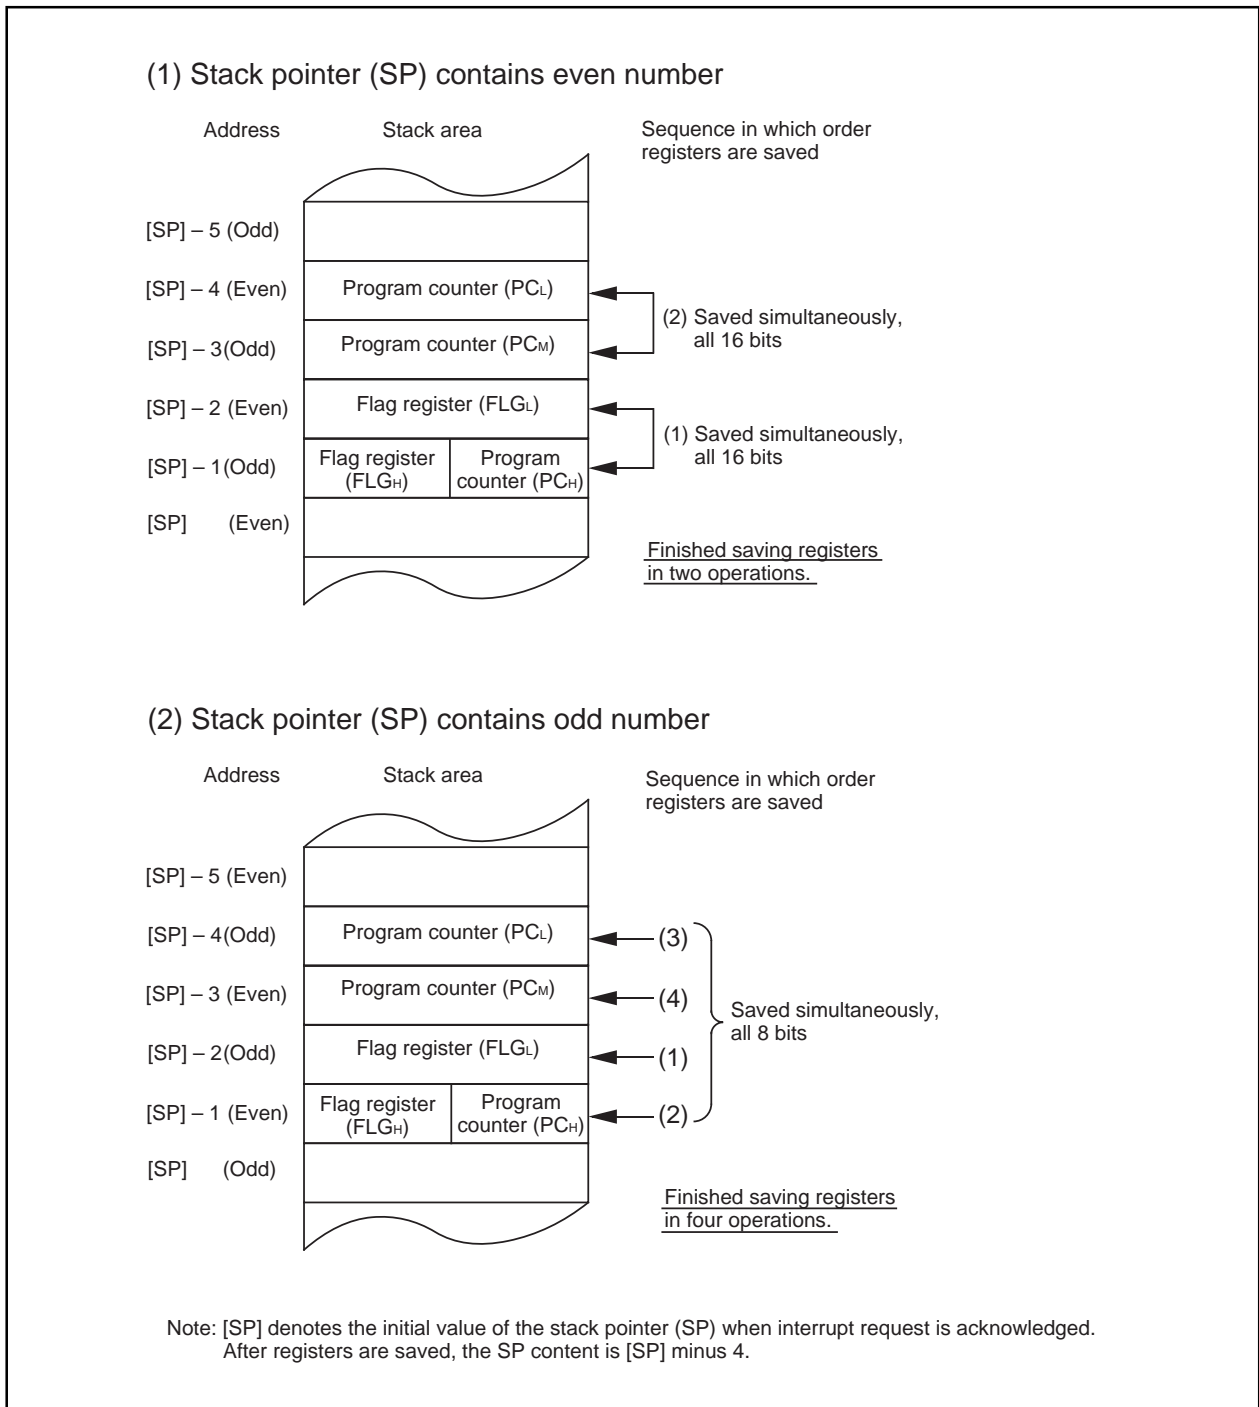 (1) Stack pointer (SP) contains even number
Address Stack area Sequence in which order
registers are saved
[SP] – 5 (Odd)
[SP] – 4 (Even) Program counter (PCL)
(2) Saved simultaneously,
all 16 bits
[SP] – 3(Odd) Program counter (PCM)
[SP] – 2 (Even) Flag register (FLGL)
(1) Saved simultaneously,
all 16 bits
[SP] – 1(Odd) Flag register Program
(FLGH) counter (PCH)
[SP] (Even)
Finished saving registers
in two operations.
(2) Stack pointer (SP) contains odd number
Address Stack area Sequence in which order
registers are saved
[SP] – 5 (Even)
[SP] – 4(Odd) Program counter (PCL) (3)
[SP] – 3 (Even) Program counter (PCM) (4)
Saved simultaneously,
all 8 bits
[SP] – 2(Odd) Flag register (FLGL) (1)
[SP] – 1 (Even) Flag register Program (2)
(FLGH) counter (PCH)
[SP] (Odd)
Finished saving registers
in four operations.
Note: [SP] denotes the initial value of the stack pointer (SP) when interrupt request is acknowledged.
After registers are saved, the SP content is [SP] minus 4.